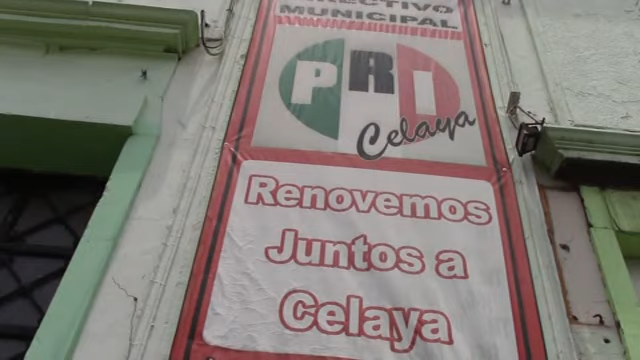 MUNICIPAL
PRI
Celaya
Renovemos
Juntos a
Celaya